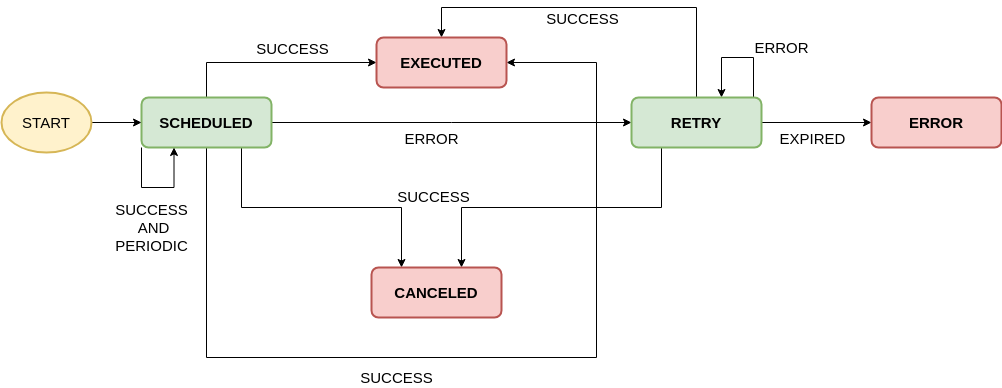 SUCCESS
SUCCESS
ERROR
EXECUTED
START
SCHEDULED
RETRY
ERROR
ERROR
EXPIRED
SUCCESS
SUCCESS
AND
PERIODIC
CANCELED
SUCCESS